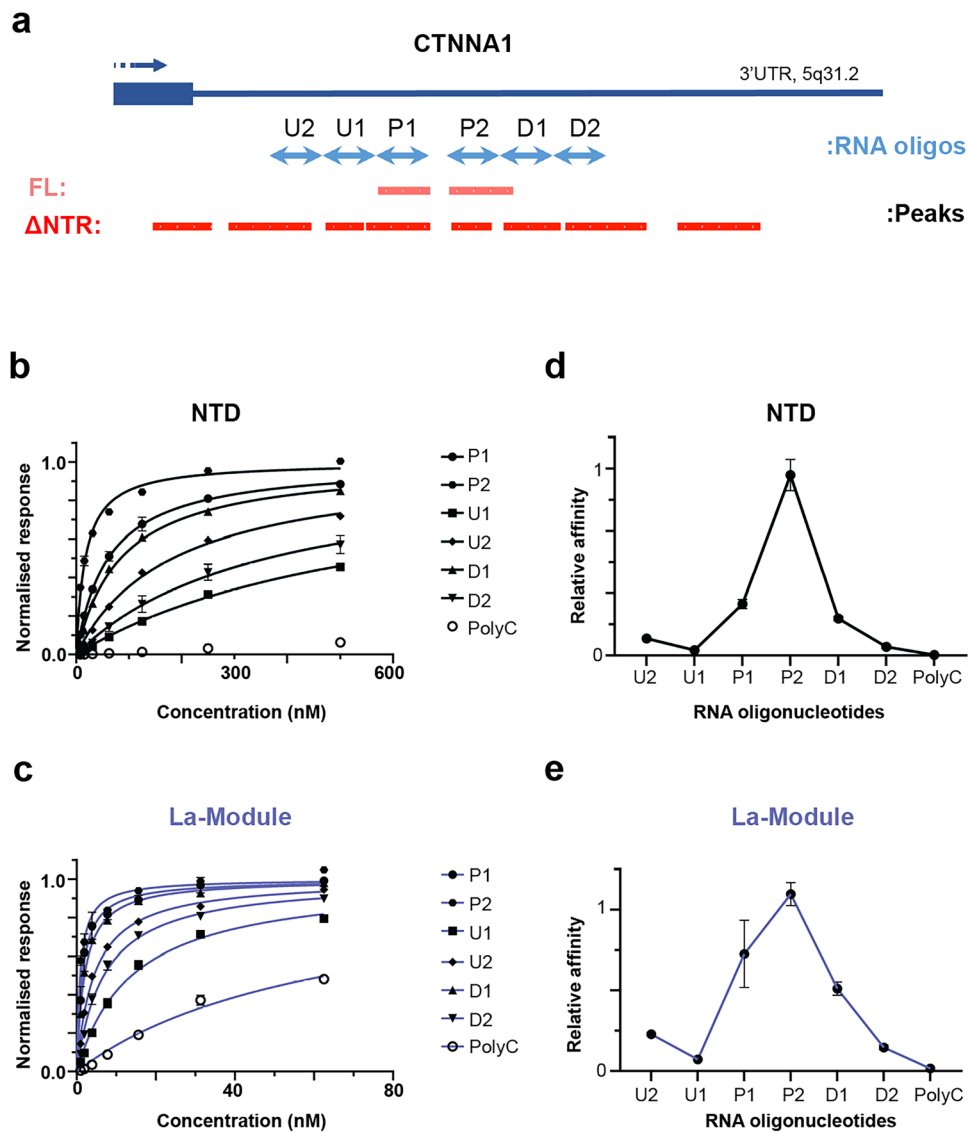 a
CTNNA1
3'UTR, 5q31.2
U2 U1 P1 P2 D1 D2
:RNA oligos
FL:
ΔNTR:
:Peaks
b
NTD
Normalised response
1.0
0.0
0 300 600
Concentration (nM)
P1
P2
U1
U2
D1
D2
PolyC
d
NTD
Relative affinity
1
0
U2 U1 P1 P2 D1 D2 PolyC
RNA oligonucleotides
c
La-Module
Normalised response
1.0
0.0
0 40 80
Concentration (nM)
P1
P2
U1
U2
D1
D2
PolyC
e
La-Module
Relative affinity
1
0
U2 U1 P1 P2 D1 D2 PolyC
RNA oligonucleotides